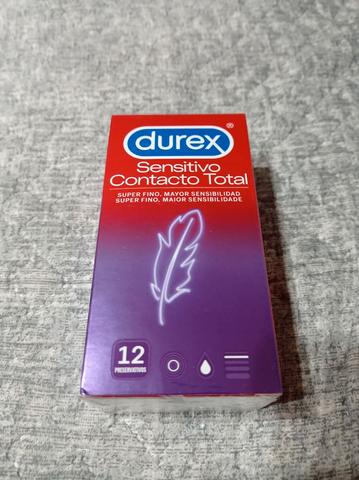 durex®
Sensitivo
Contacto Total
SUPER FINO, MAYOR SENSIBILIDAD
SUPER FINO, MAIOR SENSIBILIDADE
12
PRESERVATIVOS